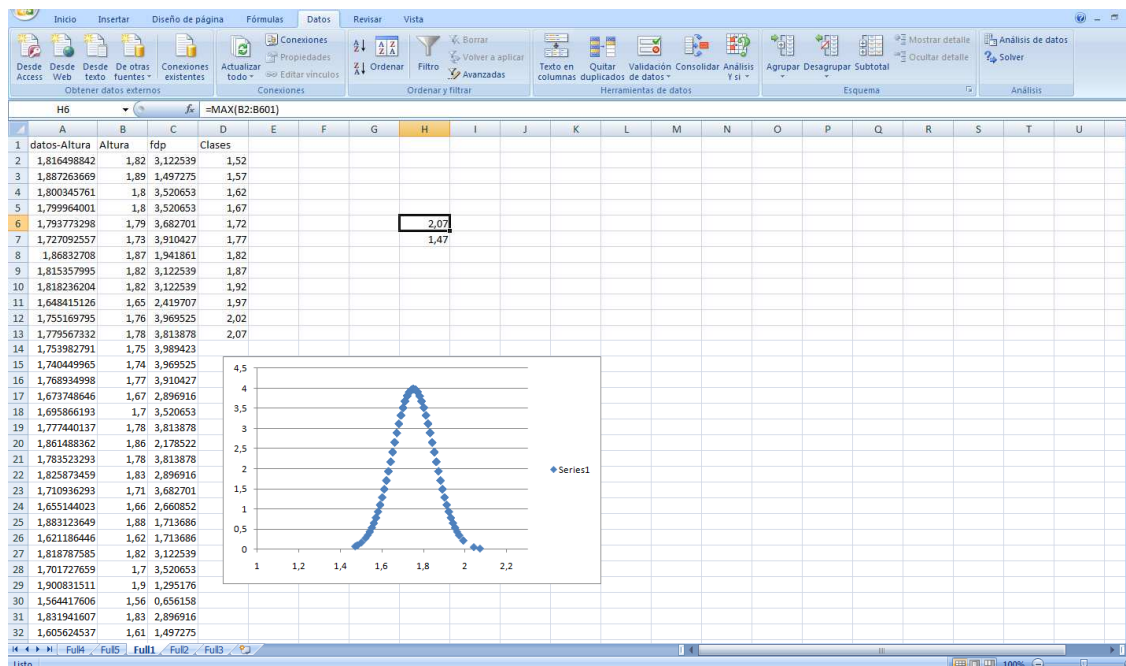 Inicio Insertar Diseño de página Fórmulas Datos Revisar Vista
Desde Access Desde Web Desde texto De otras fuentes Conexiones existentes
Obtener datos externos
Actualizar todo Conexiones Propiedades Editar vínculos
Conexiones
Ordenar Filtro Borrar Volver a aplicar Avanzadas
Ordenar y filtrar
Texto en columnas Quitar duplicados Validación de datos Consolidar Análisis Y si
Herramientas de datos
Agrupar Desagrupar Subtotal Mostrar detalle Ocultar detalle
Esquema
Análisis de datos Solver
Análisis
H6 fx =MAX(B2:B601)
A B C D E F G H I J K L M N O P Q R S T U
1 datos-Altura Altura fdp Clases
2 1,816498842 1,82 3,122539 1,52
3 1,887263669 1,89 1,497275 1,57
4 1,800345761 1,8 3,520653 1,62
5 1,799964001 1,8 3,520653 1,67
6 1,793773298 1,79 3,682701 1,72 2,07
7 1,727092557 1,73 3,910427 1,77 1,47
8 1,86832708 1,87 1,941861 1,82
9 1,815357995 1,82 3,122539 1,87
10 1,818236204 1,82 3,122539 1,92
11 1,648415126 1,65 2,419707 1,97
12 1,755169795 1,76 3,969525 2,02
13 1,779567332 1,78 3,813878 2,07
14 1,753982791 1,75 3,989423
15 1,740449965 1,74 3,969525
16 1,768934998 1,77 3,910427
17 1,673748646 1,67 2,896916
18 1,695866193 1,7 3,520653
19 1,777440137 1,78 3,813878
20 1,861488362 1,86 2,178522
21 1,783523293 1,78 3,813878
22 1,825873459 1,83 2,896916
23 1,710936293 1,71 3,682701
24 1,655144023 1,66 2,660852
25 1,883123649 1,88 1,713686
26 1,621186446 1,62 1,713686
27 1,818787585 1,82 3,122539
28 1,701727659 1,7 3,520653
29 1,900831511 1,9 1,295176
30 1,564417606 1,56 0,656158
31 1,831941607 1,83 2,896916
32 1,605624537 1,61 1,497275
4,5
4
3,5
3
2,5
2
1,5
1
0,5
0
1 1,2 1,4 1,6 1,8 2 2,2
Series1
Full4 Full5 Full1 Full2 Full3
Listo 100%